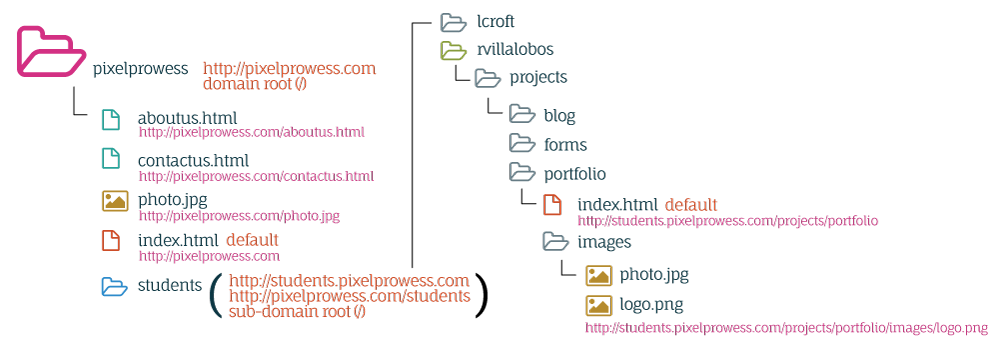 pixelprowess http://pixelprowess.com
domain root (/)
aboutus.html
http://pixelprowess.com/aboutus.html
contactus.html
http://pixelprowess.com/contactus.html
photo.jpg
http://pixelprowess.com/photo.jpg
index.html default
http://pixelprowess.com
students
http://students.pixelprowess.com
http://pixelprowess.com/students
sub-domain root (/)
lcroft
rvillalobos
projects
blog
forms
portfolio
index.html default
http://students.pixelprowess.com/projects/portfolio
images
photo.jpg
logo.png
http://students.pixelprowess.com/projects/portfolio/images/logo.png